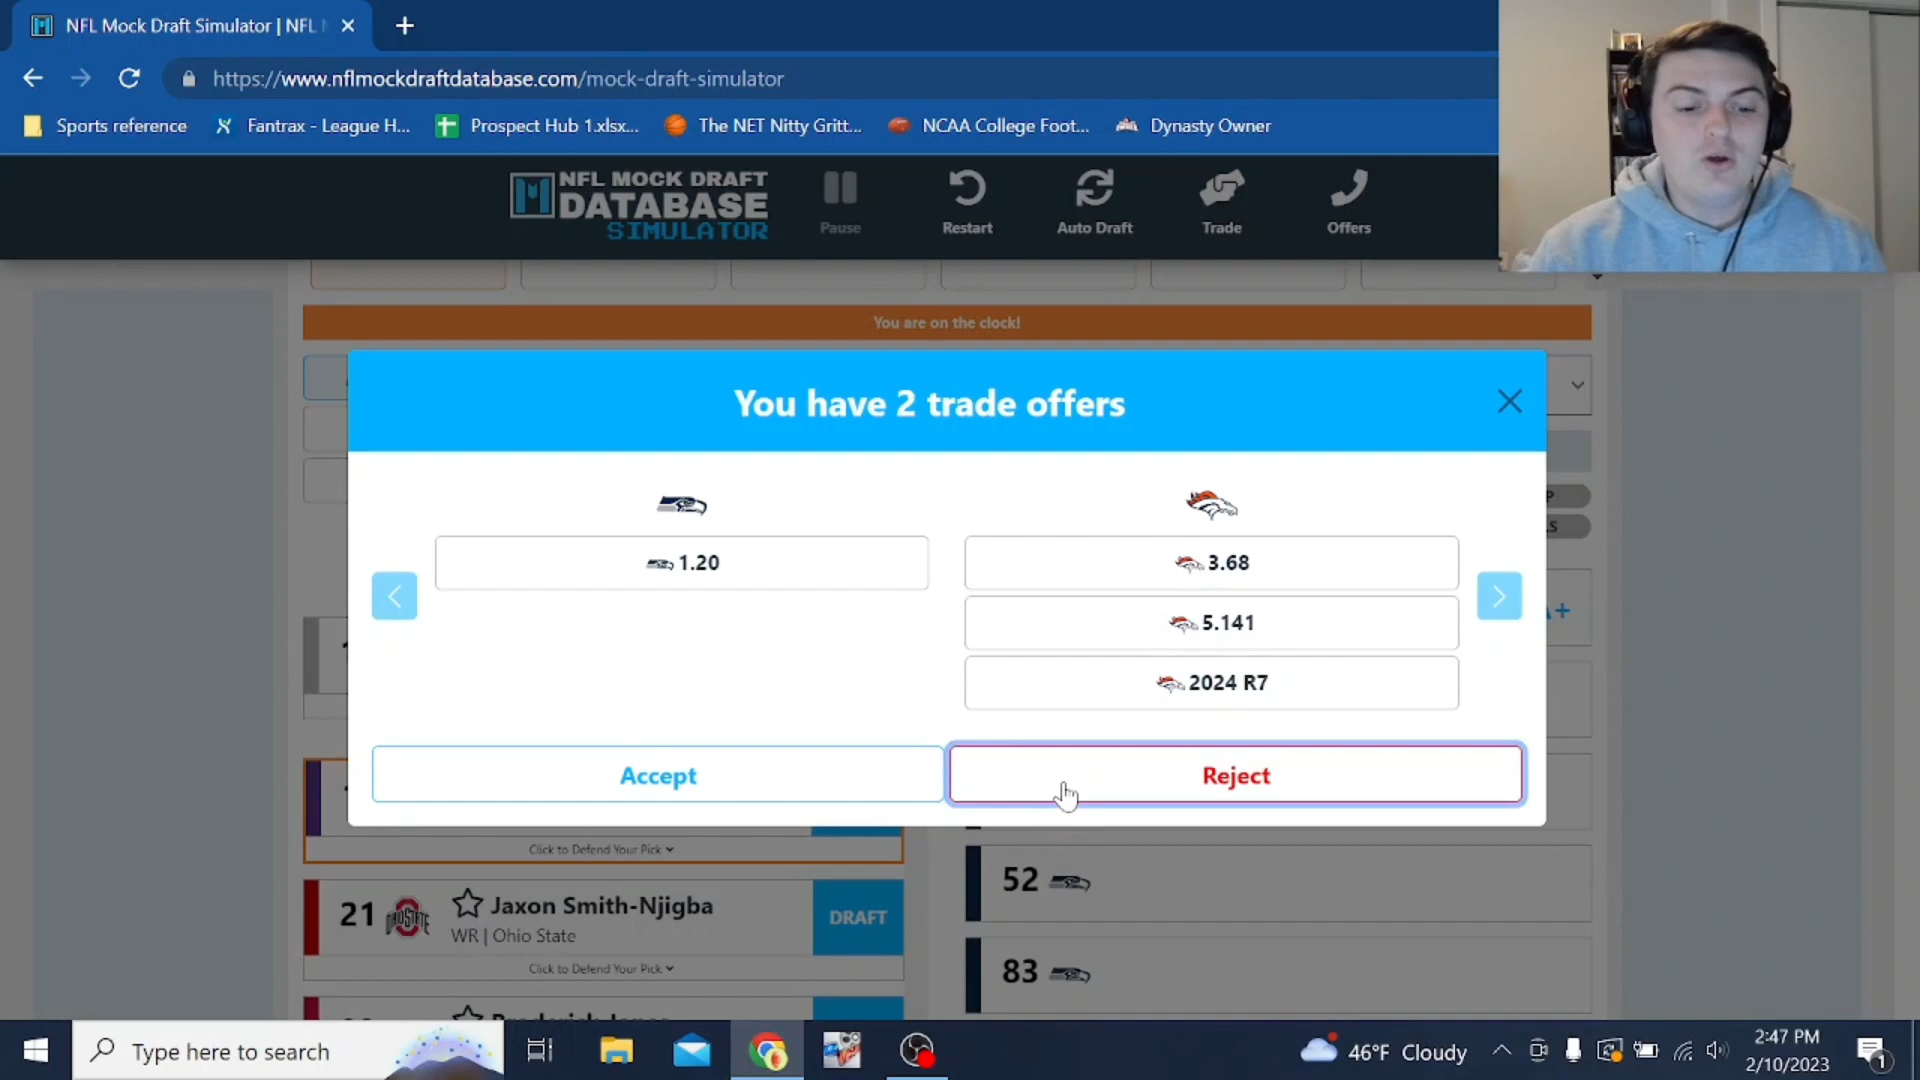 NFL Mock Draft Simulator | NFL
https://www.nflmockdraftdatabase.com/mock-draft-simulator
Sports reference
Fantrax - League H...
Prospect Hub 1.xlsx...
The NET Nitty Gritt...
NCAA College Foot...
Dynasty Owner
NFL MOCK DRAFT
DATABASE
SIMULATOR
Pause
Restart
Auto Draft
Trade
Offers
You are on the clock!
You have 2 trade offers
1.20
3.68
5.141
2024 R7
Accept
Reject
Click to Defend Your Pick
21
Jaxon Smith-Njigba
WR | Ohio State
DRAFT
Click to Defend Your Pick
52
83
Type here to search
46°F Cloudy
2:47 PM
2/10/2023
1